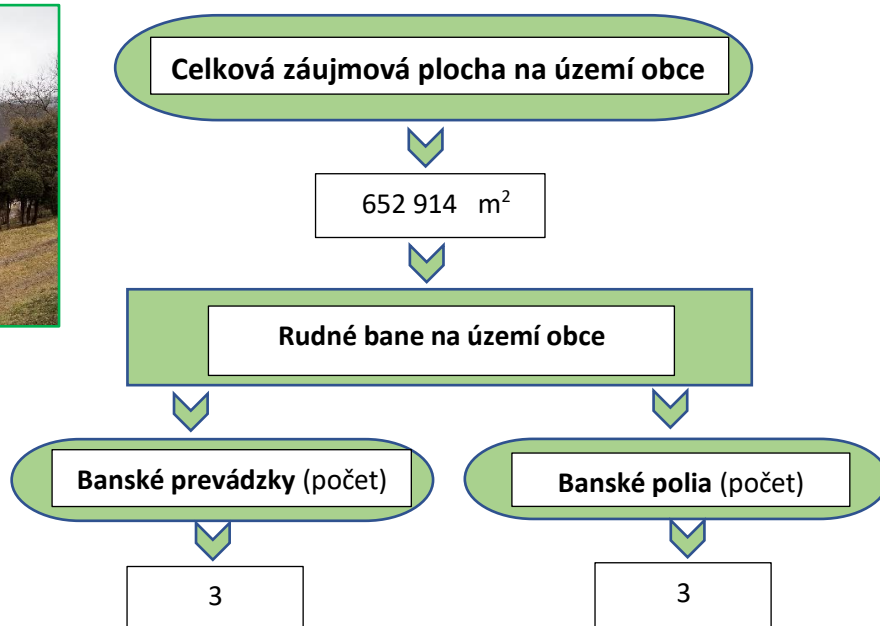 Celková záujmová plocha na území obce
652 914 m²
Rudné bane na území obce
Banské prevádzky (počet)
Banské polia (počet)
3
3